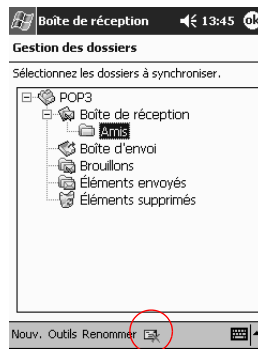 Boîte de réception 13:45 ok
Gestion des dossiers
Sélectionnez les dossiers à synchroniser.
POP3
Boîte de réception
Amis
Boîte d'envoi
Brouillons
Éléments envoyés
Éléments supprimés
Nouv. Outils Renommer